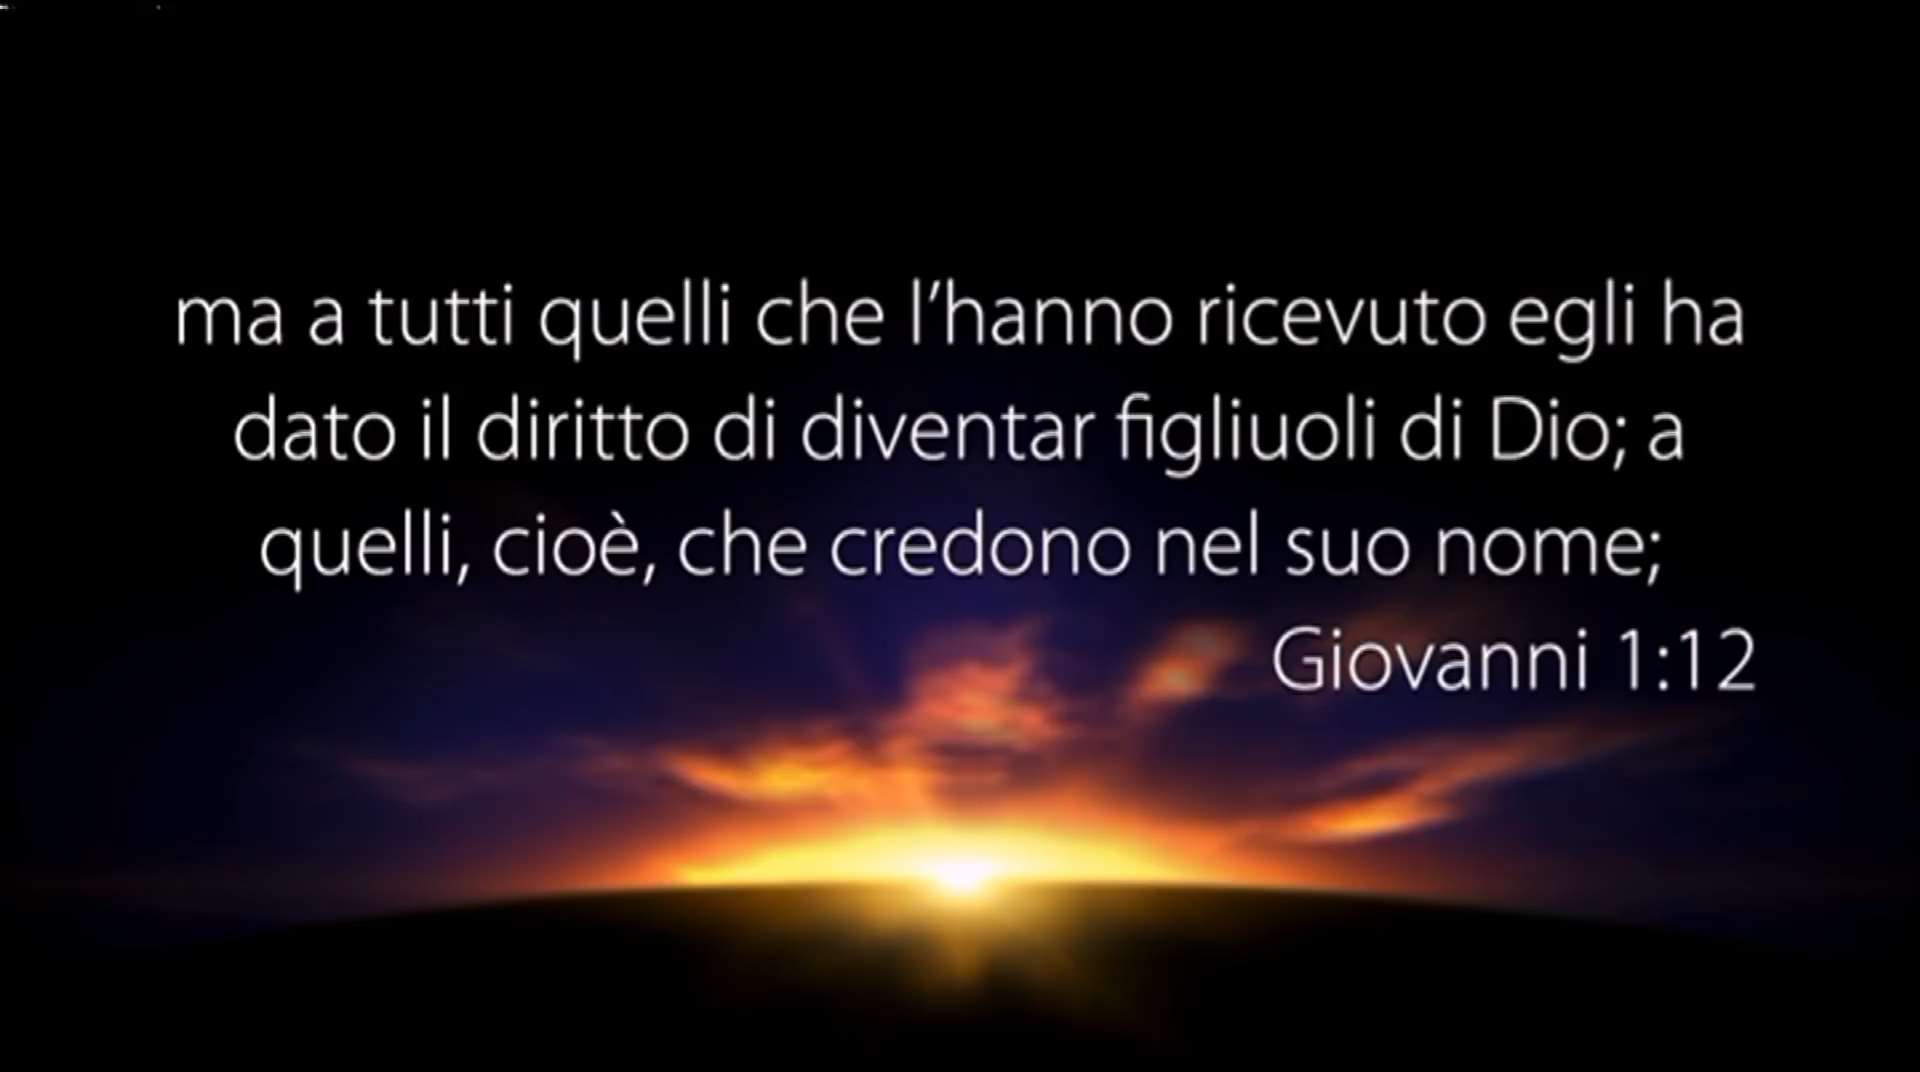 ma a tutti quelli che l’hanno ricevuto egli ha
dato il diritto di diventar figliuoli di Dio; a
quelli, cioè, che credono nel suo nome;
Giovanni 1:12